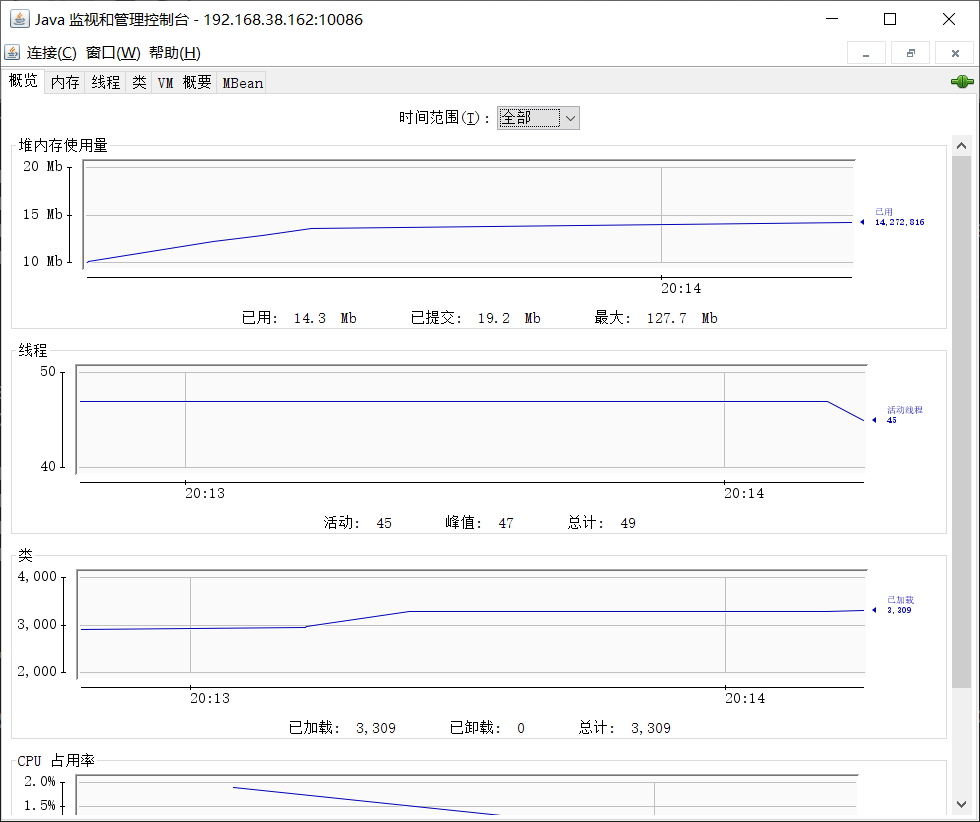 Java 监视和管理控制台 - 192.168.38.162:10086
连接(C) 窗口(W) 帮助(H)
概览 内存 线程 类 VM 概要 MBean
时间范围(T): 全部
堆内存使用量
20 Mb
15 Mb
10 Mb
已用
14,272,816
20:14
已用: 14.3 Mb 已提交: 19.2 Mb 最大: 127.7 Mb
线程
50
40
活动线程
45
20:13 20:14
活动: 45 峰值: 47 总计: 49
类
4,000
3,000
2,000
已加载
3,309
20:13 20:14
已加载: 3,309 已卸载: 0 总计: 3,309
CPU 占用率
2.0%
1.5%